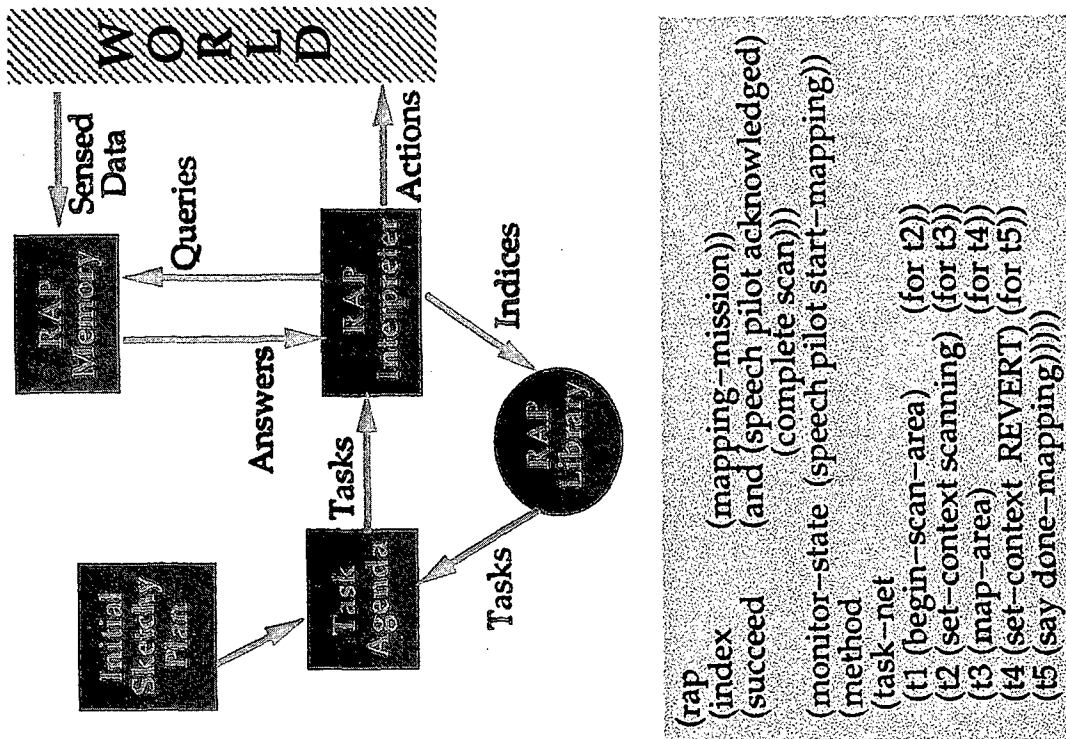 Initial
Sketchy
Plan
Task
Agenda
Tasks
Tasks
RAP
Library
Indices
RAP
Interpreter
Answers
Queries
RAP
Memory
Sensed
Data
Actions
WORLD
(rap
(index (mapping-mission))
(succeed (and (speech pilot acknowledged)
(complete scan)))
(monitor-state (speech pilot start-mapping))
(method
(task-net
(t1 (begin-scan-area) (for t2))
(t2 (set-context scanning) (for t3))
(t3 (map-area) (for t4))
(t4 (set-context REVERT) (for t5))
(t5 (say done-mapping)))))